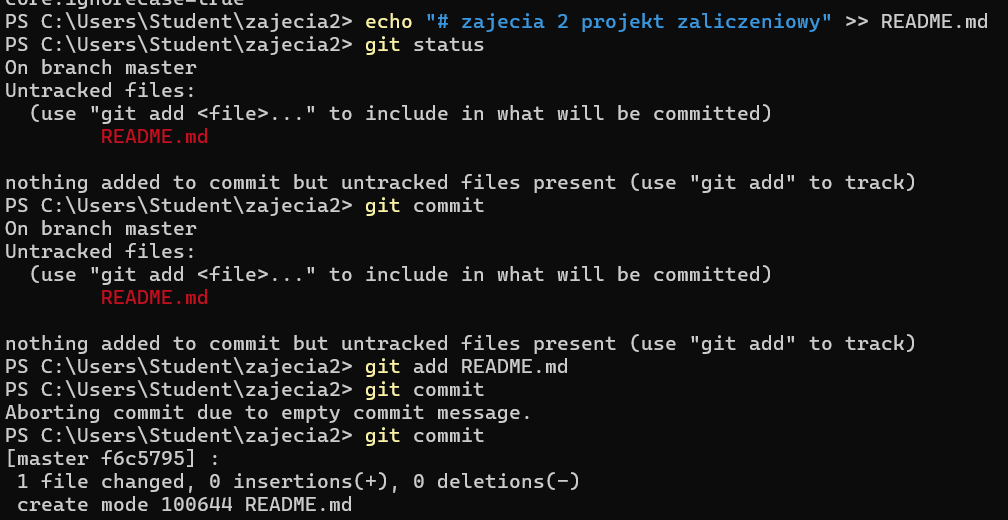 core.ignorecase=true
PS C:\Users\Student\zajecia2> echo "# zajecia 2 projekt zaliczeniowy" >> README.md
PS C:\Users\Student\zajecia2> git status
On branch master
Untracked files:
  (use "git add <file>..." to include in what will be committed)
        README.md

nothing added to commit but untracked files present (use "git add" to track)
PS C:\Users\Student\zajecia2> git commit
On branch master
Untracked files:
  (use "git add <file>..." to include in what will be committed)
        README.md

nothing added to commit but untracked files present (use "git add" to track)
PS C:\Users\Student\zajecia2> git add README.md
PS C:\Users\Student\zajecia2> git commit
Aborting commit due to empty commit message.
PS C:\Users\Student\zajecia2> git commit
[master f6c5795] :
 1 file changed, 0 insertions(+), 0 deletions(-)
 create mode 100644 README.md